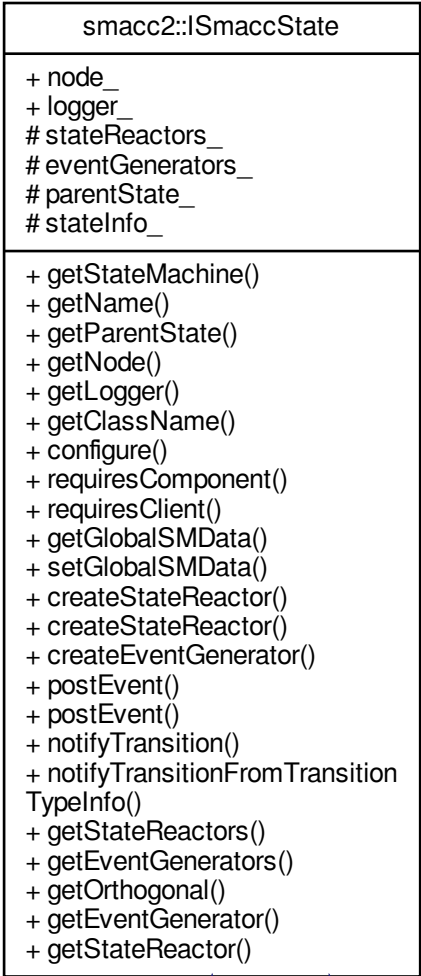 smacc2::ISmaccState
+ node_
+ logger_
# stateReactors_
# eventGenerators_
# parentState_
# stateInfo_
+ getStateMachine()
+ getName()
+ getParentState()
+ getNode()
+ getLogger()
+ getClassName()
+ configure()
+ requiresComponent()
+ requiresClient()
+ getGlobalSMData()
+ setGlobalSMData()
+ createStateReactor()
+ createStateReactor()
+ createEventGenerator()
+ postEvent()
+ postEvent()
+ notifyTransition()
+ notifyTransitionFromTransition
TypeInfo()
+ getStateReactors()
+ getEventGenerators()
+ getOrthogonal()
+ getEventGenerator()
+ getStateReactor()